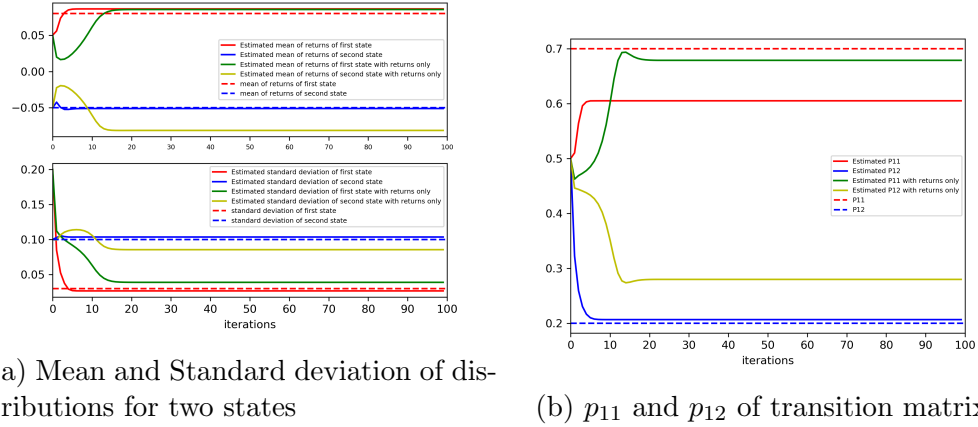 0.05
0.00
−0.05
Estimated mean of returns of first state
Estimated mean of returns of second state
Estimated mean of returns of first state with returns only
Estimated mean of returns of second state with returns only
mean of returns of first state
mean of returns of second state
0 10 20 30 40 50 60 70 80 90 100
0.20
0.15
0.10
0.05
Estimated standard deviation of first state
Estimated standard deviation of second state
Estimated standard deviation of first state with returns only
Estimated standard deviation of second state with returns only
standard deviation of first state
standard deviation of second state
0 10 20 30 40 50 60 70 80 90 100
iterations
a) Mean and Standard deviation of dis-
ributions for two states
0.7
0.6
0.5
0.4
0.3
0.2
Estimated P11
Estimated P12
Estimated P11 with returns only
Estimated P12 with returns only
P11
P12
0 10 20 30 40 50 60 70 80 90 100
iterations
(b) p11 and p12 of transition matrix